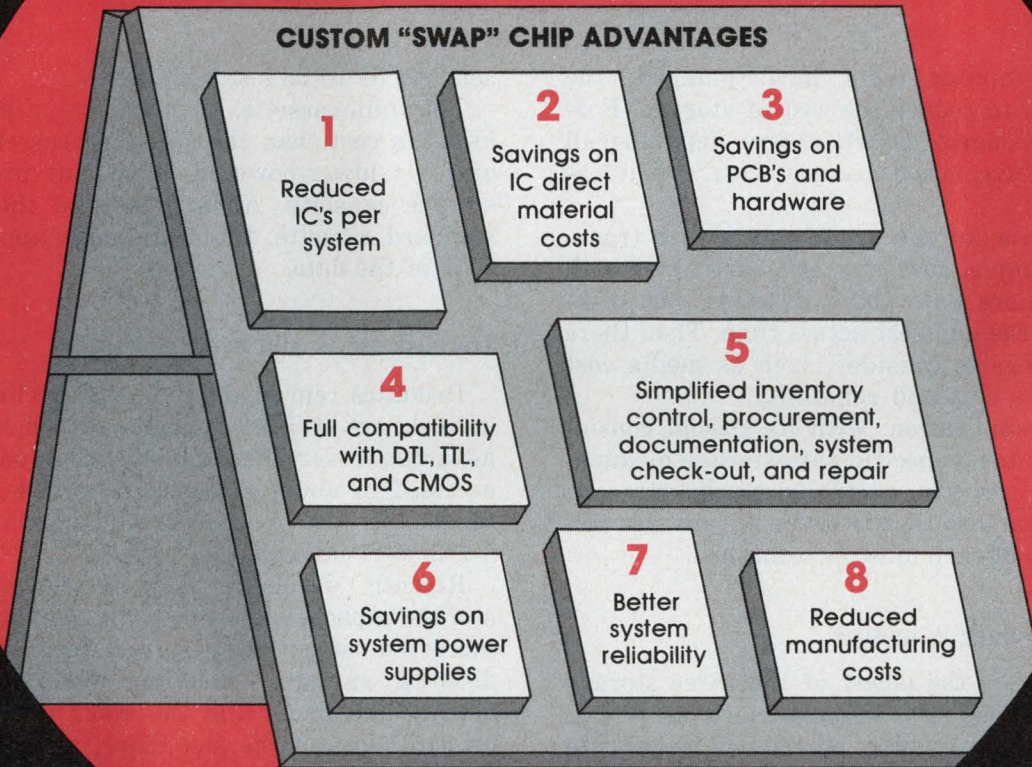 CUSTOM “SWAP” CHIP ADVANTAGES
1
Reduced
IC's per
system
2
Savings on
IC direct
material
costs
3
Savings on
PCB's and
hardware
4
Full compatibility
with DTL, TTL,
and CMOS
5
Simplified inventory
control, procurement,
documentation, system
check-out, and repair
6
Savings on
system power
supplies
7
Better
system
reliability
8
Reduced
manufacturing
costs